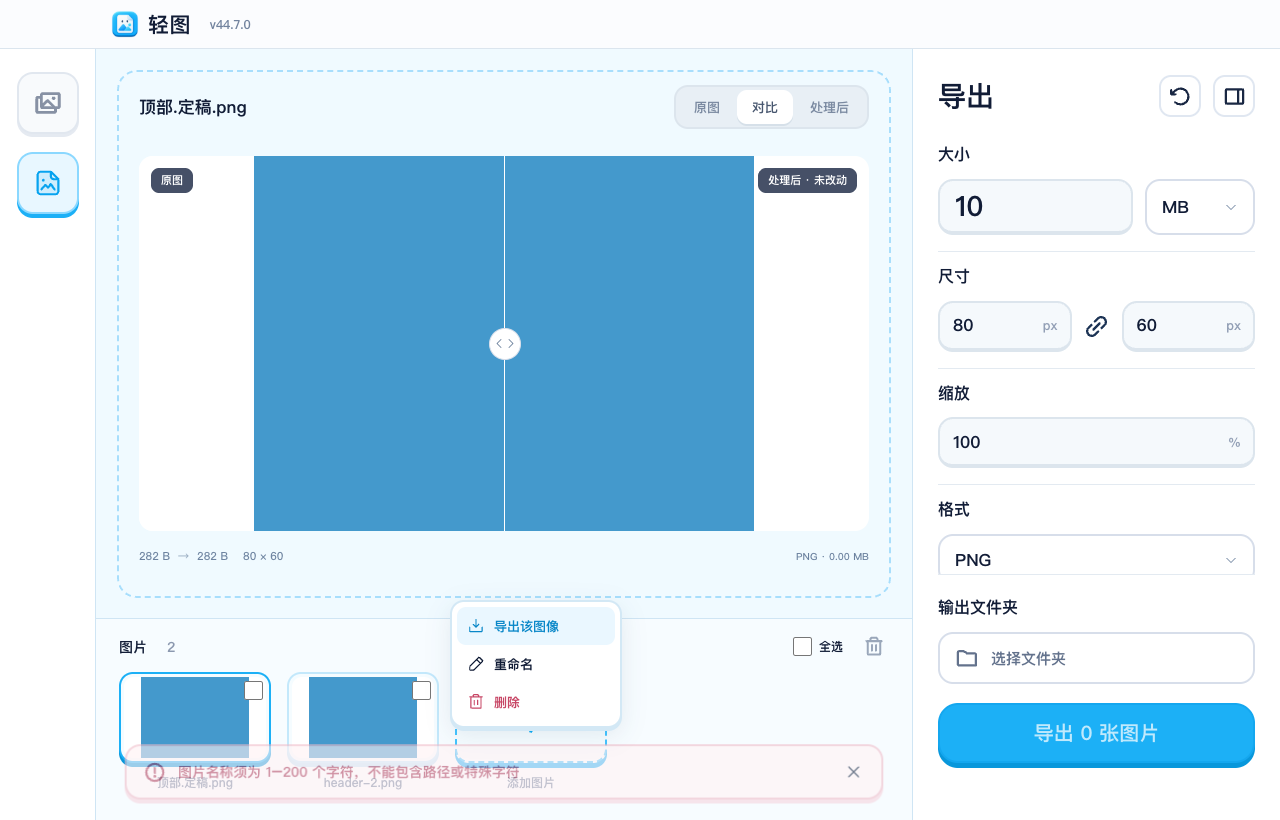 轻图 v44.7.0
顶部.定稿.png
原图 对比 处理后
原图
处理后 · 未改动
282 B → 282 B 80 × 60
PNG · 0.00 MB
导出该图像
重命名
删除
图片 2
全选
图片名称须为 1–200 个字符，不能包含路径或特殊字符
顶部.定稿.png
header-2.png
添加图片
导出
大小
10
MB
尺寸
80 px
60 px
缩放
100 %
格式
PNG
输出文件夹
选择文件夹
导出 0 张图片